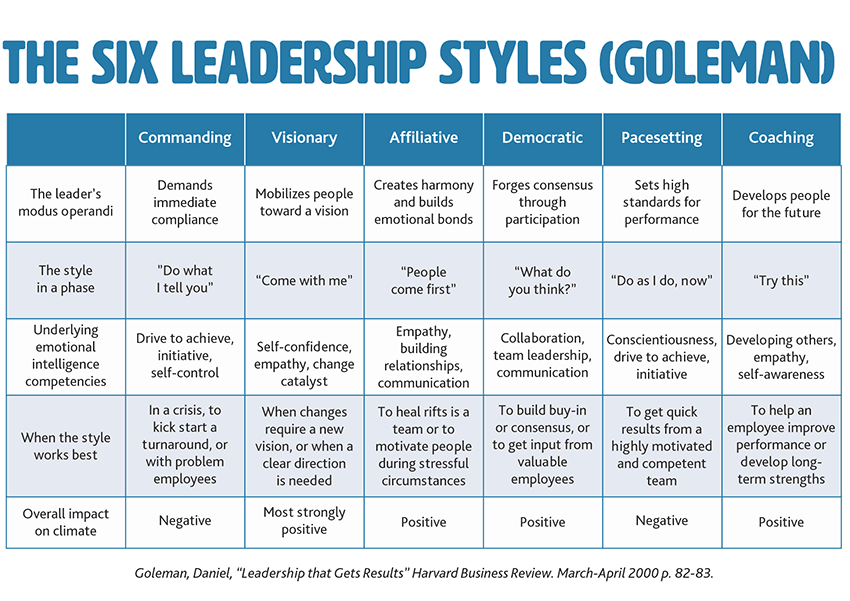 THE SIX LEADERSHIP STYLES (GOLEMAN)
Commanding
Visionary
Affiliative
Democratic
Pacesetting
Coaching
The leader's
modus operandi
Demands
immediate
compliance
Mobilizes people
toward a vision
Creates harmony
and builds
emotional bonds
Forges consensus
through
participation
Sets high
standards for
performance
Develops people
for the future
The style
in a phase
"Do what
I tell you"
“Come with me”
“People
come first”
“What do
you think?”
“Do as I do, now”
“Try this”
Underlying
emotional
intelligence
competencies
Drive to achieve,
initiative,
self-control
Self-confidence,
empathy, change
catalyst
Empathy,
building
relationships,
communication
Collaboration,
team leadership,
communication
Conscientiousness,
drive to achieve,
initiative
Developing others,
empathy,
self-awareness
When the style
works best
In a crisis, to
kick start a
turnaround, or
with problem
employees
When changes
require a new
vision, or when a
clear direction
is needed
To heal rifts is a
team or to
motivate people
during stressful
circumstances
To build buy-in
or consensus, or
to get input from
valuable
employees
To get quick
results from a
highly motivated
and competent
team
To help an
employee improve
performance or
develop long-
term strengths
Overall impact
on climate
Negative
Most strongly
positive
Positive
Positive
Negative
Positive
Goleman, Daniel, “Leadership that Gets Results” Harvard Business Review. March-April 2000 p. 82-83.